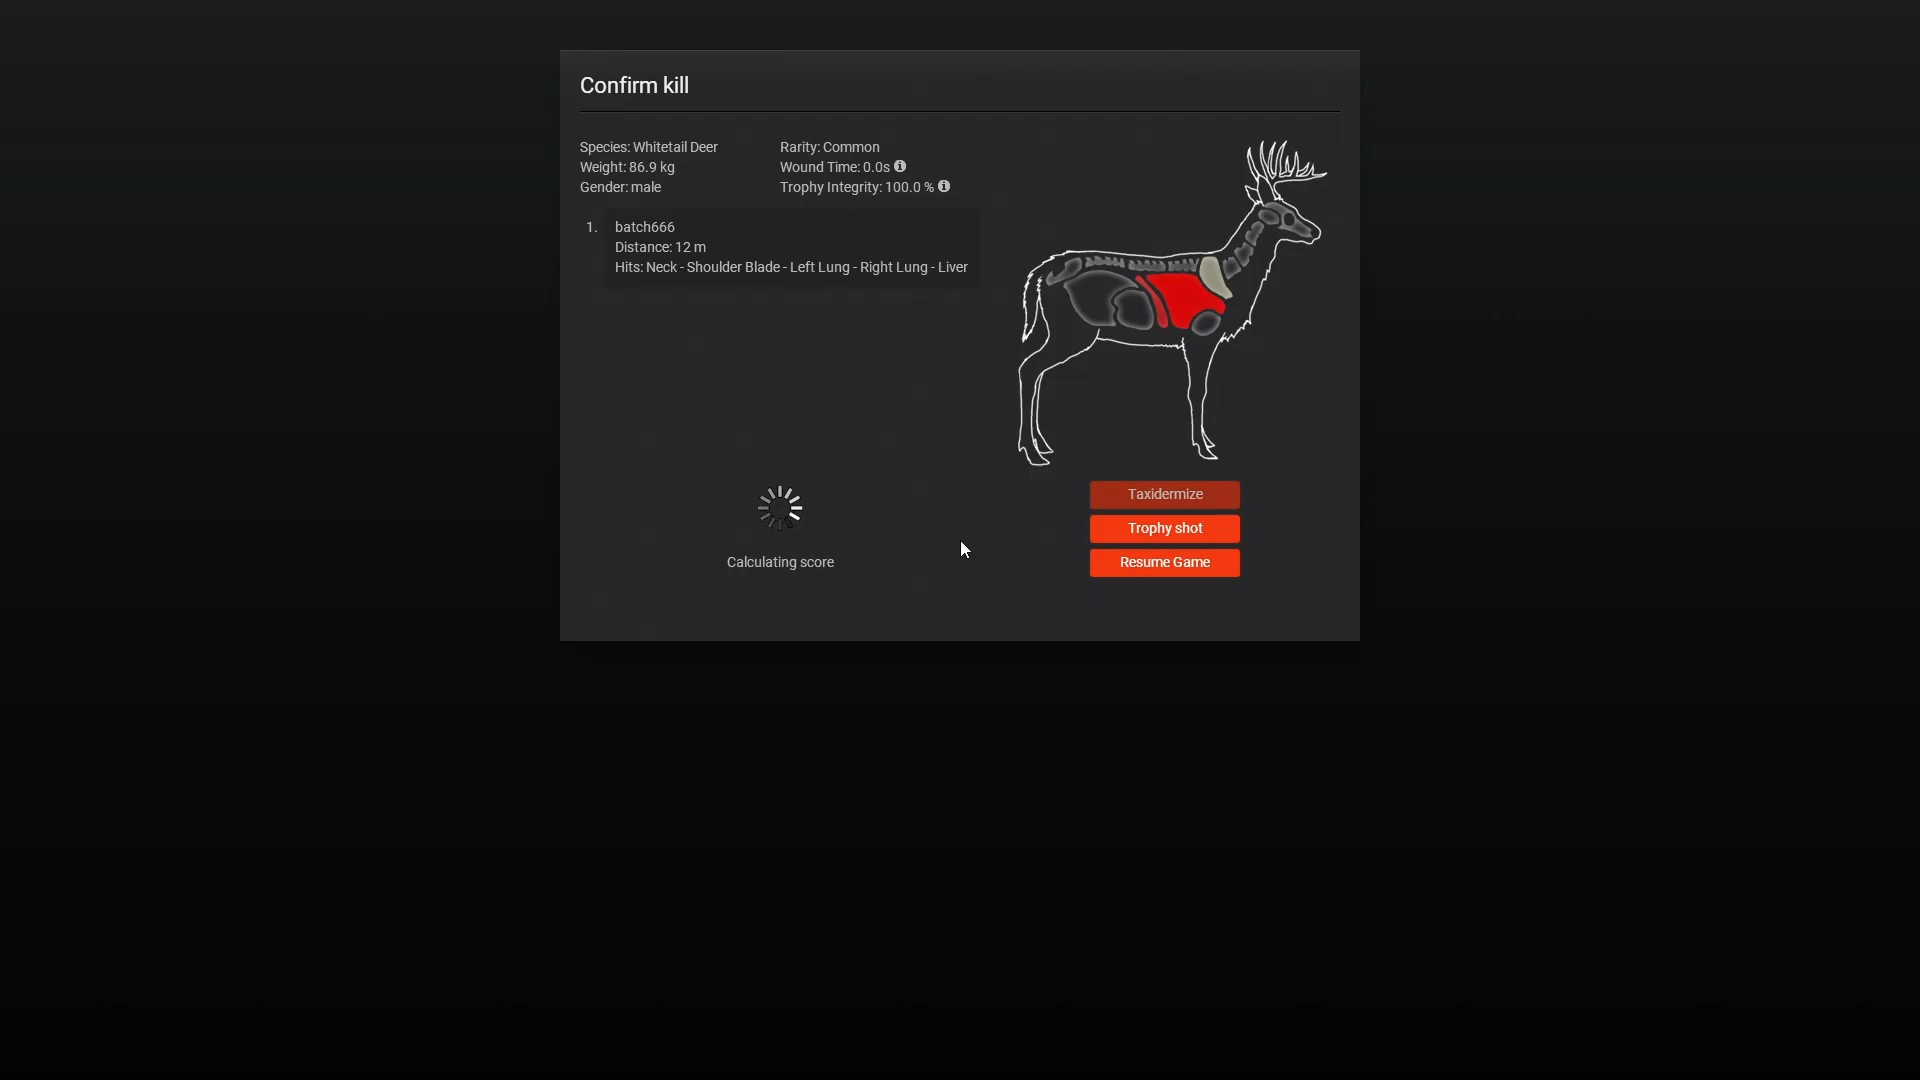 Confirm kill
Species: Whitetail Deer
Weight: 86.9 kg
Gender: male
Rarity: Common
Wound Time: 0.0s
Trophy Integrity: 100.0 %
1. batch666
Distance: 12 m
Hits: Neck - Shoulder Blade - Left Lung - Right Lung - Liver
Calculating score
Taxidermize
Trophy shot
Resume Game